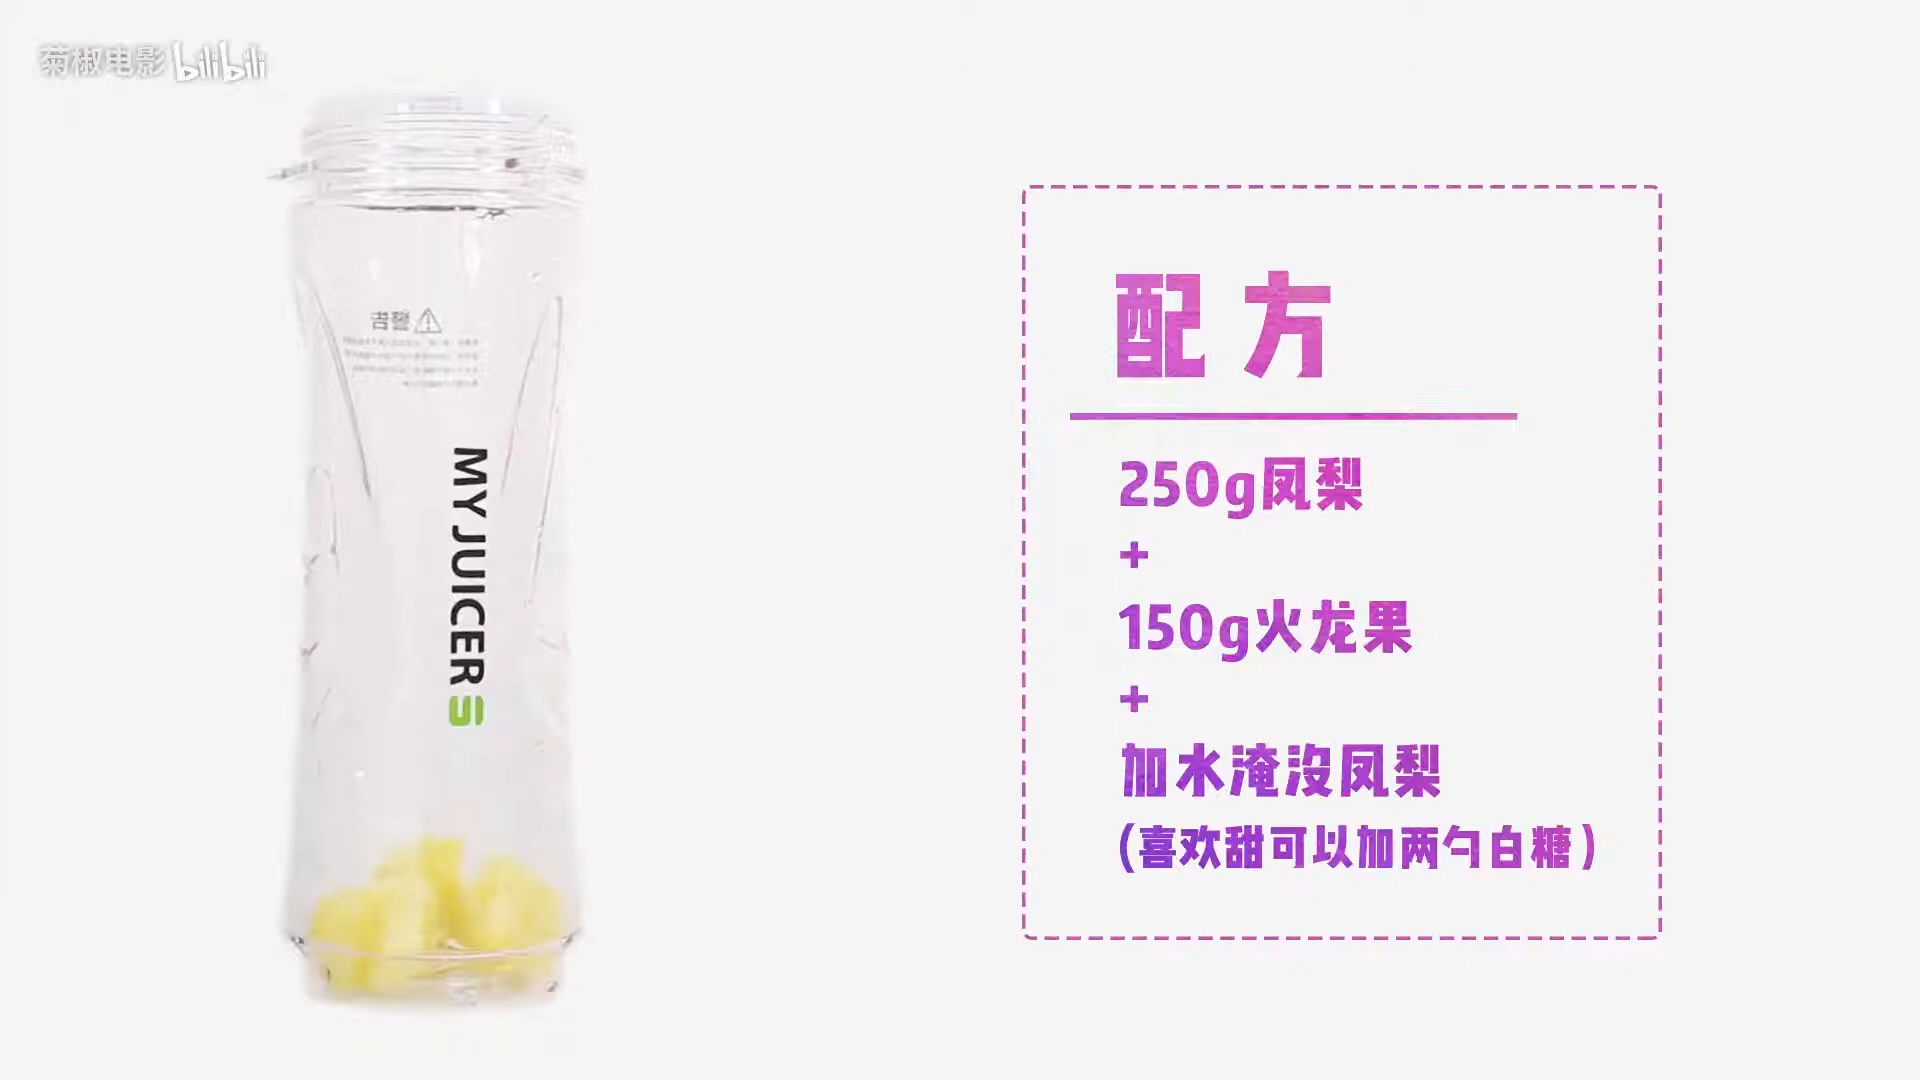 菊椒电影 bilibili
警告
MYJUICER S
配方
250g凤梨
+
150g火龙果
+
加水淹没凤梨
(喜欢甜可以加两勺白糖)